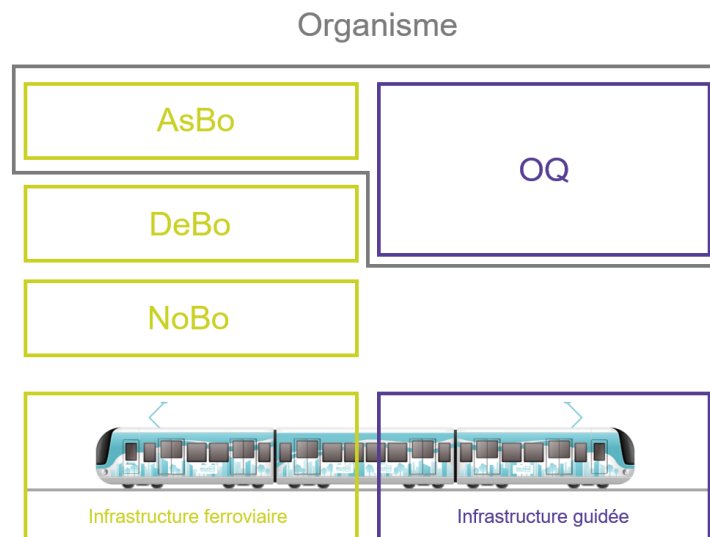 Organisme
AsBo
OQ
DeBo
NoBo
Infrastructure ferroviaire
Infrastructure guidée